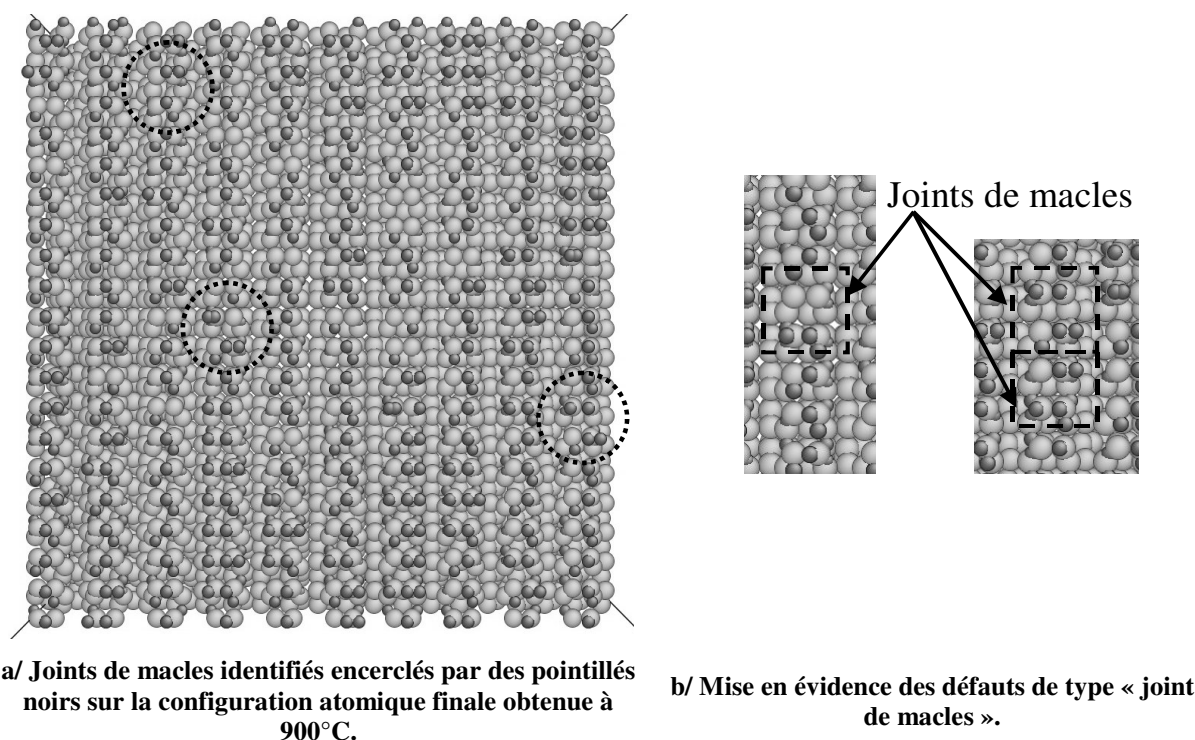 Joints de macles
a/ Joints de macles identifiés encerclés par des pointillés
noirs sur la configuration atomique finale obtenue à
900°C.
b/ Mise en évidence des défauts de type « joint
de macles ».